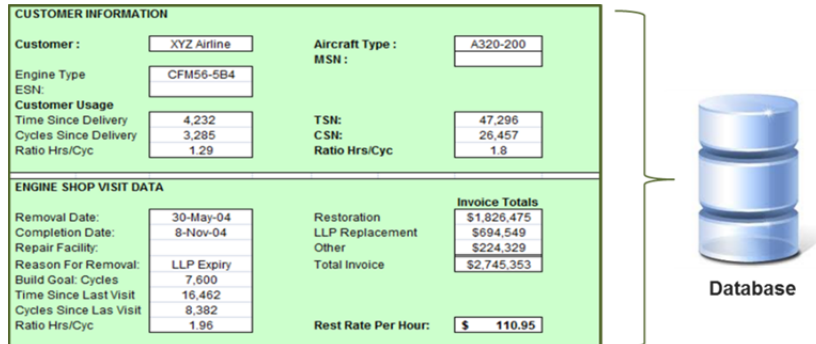 CUSTOMER INFORMATION
Customer : XYZ Airline Aircraft Type : A320-200
MSN :
Engine Type CFM56-5B4
ESN:
Customer Usage
Time Since Delivery 4,232 TSN: 47,296
Cycles Since Delivery 3,285 CSN: 26,457
Ratio Hrs/Cyc 1.29 Ratio Hrs/Cyc 1.8
ENGINE SHOP VISIT DATA
Invoice Totals
Removal Date: 30-May-04 Restoration $1,826,475
Completion Date: 8-Nov-04 LLP Replacement $694,549
Repair Facility: Other $224,329
Reason For Removal: LLP Expiry Total Invoice $2,745,353
Build Goal: Cycles 7,600
Time Since Last Visit 16,462
Cycles Since Las Visit 8,382
Ratio Hrs/Cyc 1.96 Rest Rate Per Hour: $ 110.95
Database